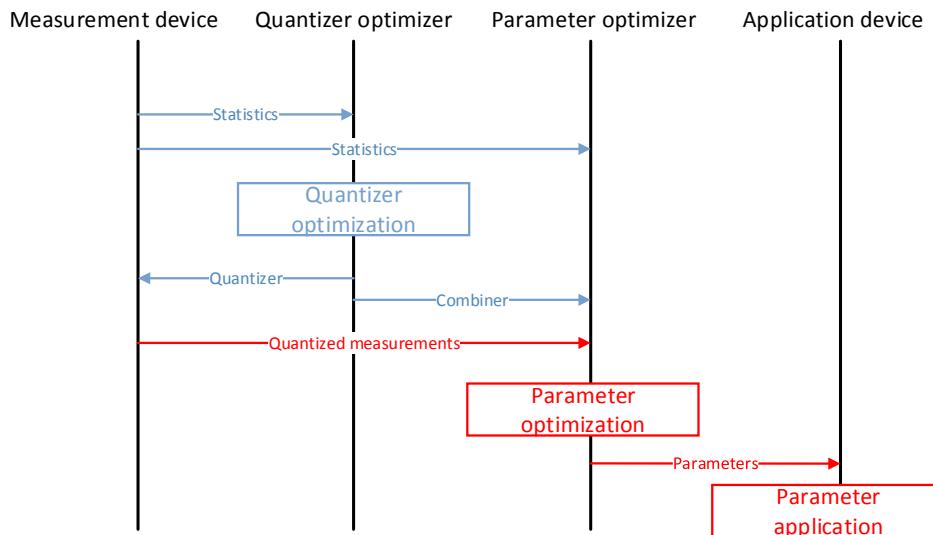 Measurement device Quantizer optimizer Parameter optimizer Application device
Statistics
Statistics
Quantizer
optimization
Quantizer
Combiner
Quantized measurements
Parameter
optimization
Parameters
Parameter
application